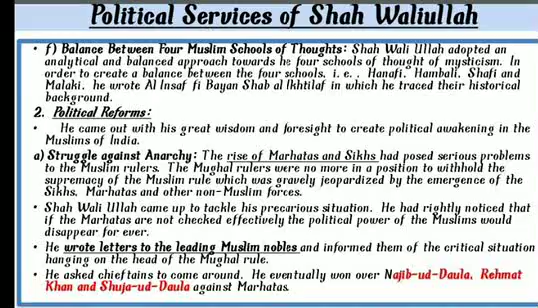 Political Services of Shah Waliullah
• f) Balance Between Four Muslim Schools of Thoughts: Shah Wali Ullah adopted an
analytical and balanced approach towards he four schools of thought of mysticism. In
order to create a balance between the four schools, i. e., Hanafi, Hambali, Shafi and
Malaki, he wrote Al Insaf fi Bayan Shab al Ikhtilaf in which he traced their historical
background.
2. Political Reforms:
• He came out with his great wisdom and foresight to create political awakening in the
Muslims of India.
a) Struggle against Anarchy: The rise of Marhatas and Sikhs had posed serious problems
to the Muslim rulers. The Mughal rulers were no more in a position to withhold the
supremacy of the Muslim rule which was gravely jeopardized by the emergence of the
Sikhs, Marhatas and other non-Muslim forces.
• Shah Wali Ullah came up to tackle his precarious situation. He had rightly noticed that
if the Marhatas are not checked effectively the political power of the Muslims would
disappear for ever.
• He wrote letters to the leading Muslim nobles and informed them of the critical situation
hanging on the head of the Mughal rule.
• He asked chieftains to come around. He eventually won over Najib-ud-Daula, Rehmat
Khan and Shuja-ud-Daula against Marhatas.